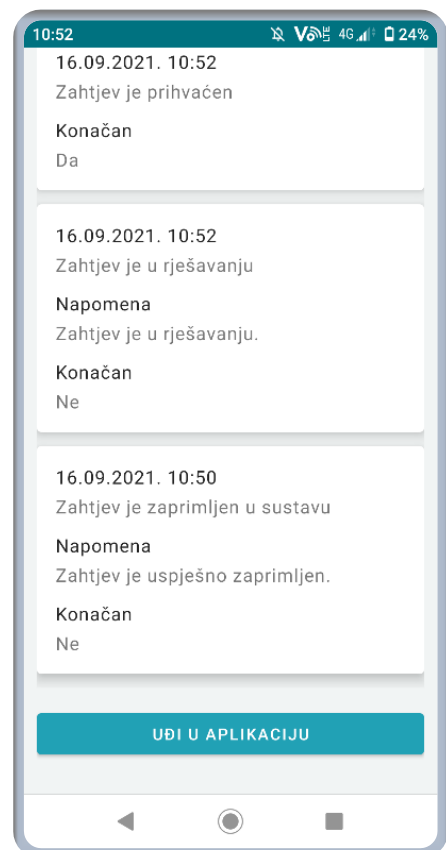 10:52 4G 24%
16.09.2021. 10:52
Zahtjev je prihvaćen
Konačan
Da
16.09.2021. 10:52
Zahtjev je u rješavanju
Napomena
Zahtjev je u rješavanju.
Konačan
Ne
16.09.2021. 10:50
Zahtjev je zaprimljen u sustavu
Napomena
Zahtjev je uspješno zaprimljen.
Konačan
Ne
UĐI U APLIKACIJU